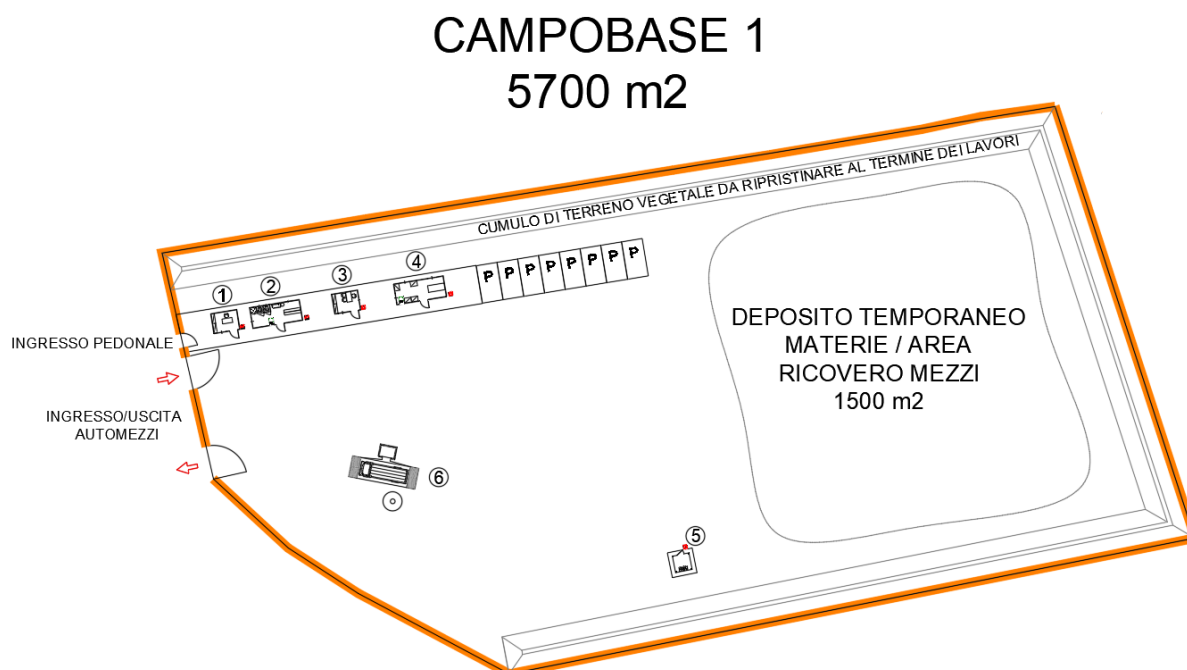 CAMPOBASE 1
5700 m2
CUMULO DI TERRENO VEGETALE DA RIPRISTINARE AL TERMINE DEI LAVORI
1
2
3
4
P P P P P P P P
INGRESSO PEDONALE
DEPOSITO TEMPORANEO
MATERIE / AREA
RICOVERO MEZZI
1500 m2
INGRESSO/USCITA
AUTOMEZZI
6
5